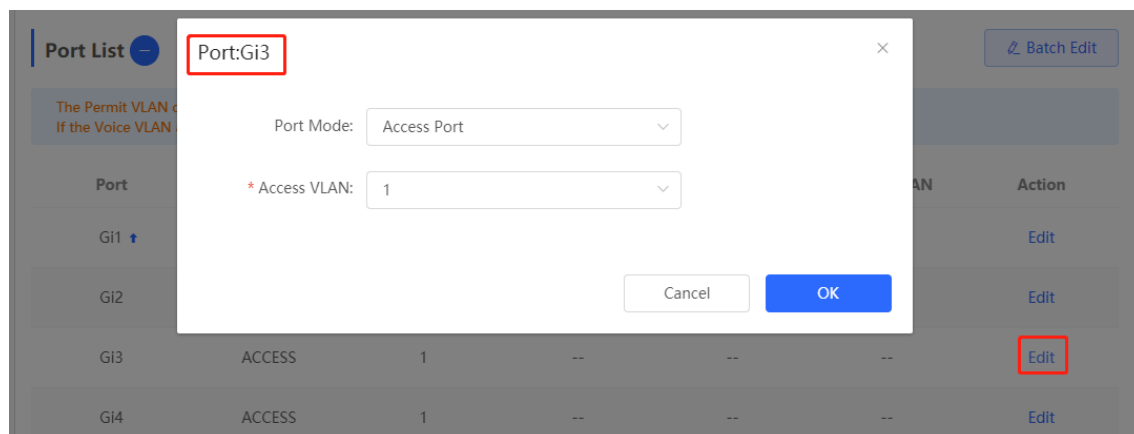 Port List
Port:Gi3
×
Batch Edit
The Permit VLAN
If the Voice VLAN
Port Mode: Access Port
* Access VLAN: 1
Port AN Action
Gi1 Edit
Gi2 Edit
Cancel OK
Gi3 ACCESS 1 -- -- -- Edit
Gi4 ACCESS 1 -- -- -- Edit